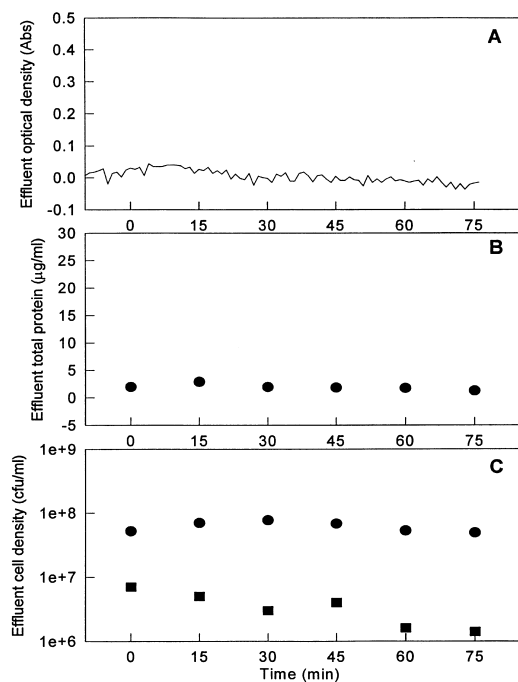 A
Effluent optical density (Abs)
0.5
0.4
0.3
0.2
0.1
0.0
-0.1
0 15 30 45 60 75
B
Effluent total protein (μg/ml)
30
25
20
15
10
5
0
-5
0 15 30 45 60 75
C
Effluent cell density (cfu/ml)
1e+9
1e+8
1e+7
1e+6
0 15 30 45 60 75
Time (min)